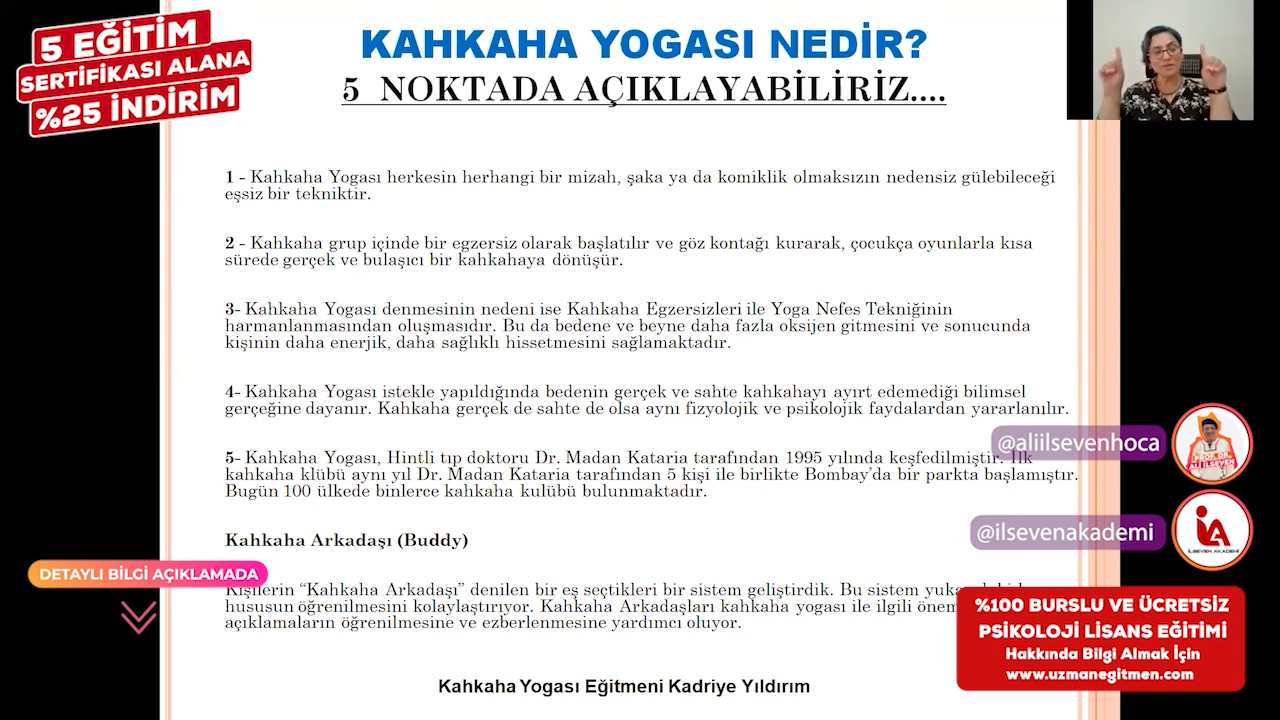 5 EĞİTİM
SERTİFİKASI ALANA
%25 İNDİRİM
KAHKAHA YOGASI NEDİR?
5 NOKTADA AÇIKLAYABİLİRİZ....
1 - Kahkaha Yogası herkesin herhangi bir mizah, şaka ya da komiklik olmaksızın nedensiz gülebileceği
eşsiz bir tekniktir.
2 - Kahkaha grup içinde bir egzersiz olarak başlatılır ve göz kontağı kurarak, çocukça oyunlarla kısa
sürede gerçek ve bulaşıcı bir kahkahaya dönüşür.
3- Kahkaha Yogası denmesinin nedeni ise Kahkaha Egzersizleri ile Yoga Nefes Tekniğinin
harmanlanmasından oluşmasıdır. Bu da bedene ve beyne daha fazla oksijen gitmesini ve sonucunda
kişinin daha enerjik, daha sağlıklı hissetmesini sağlamaktadır.
4- Kahkaha Yogası istekle yapıldığında bedenin gerçek ve sahte kahkahayı ayırt edemediği bilimsel
gerçeğine dayanır. Kahkaha gerçek de sahte de olsa aynı fizyolojik ve psikolojik faydalardan yararlanılır.
@aliilsevenhoca
PROF. DR.
ALİ İLSEVEN
5- Kahkaha Yogası, Hintli tıp doktoru Dr. Madan Kataria tarafından 1995 yılında keşfedilmiştir. İlk
kahkaha klübü aynı yıl Dr. Madan Kataria tarafından 5 kişi ile birlikte Bombay'da bir parkta başlamıştır.
Bugün 100 ülkede binlerce kahkaha kulübü bulunmaktadır.
@ilsevenakademi
İLSEVEN AKADEMİ
Kahkaha Arkadaşı (Buddy)
DETAYLI BİLGİ AÇIKLAMADA
Kişilerin “Kahkaha Arkadaşı” denilen bir eş seçtikleri bir sistem geliştirdik. Bu sistem
hususun öğrenilmesini kolaylaştırıyor. Kahkaha Arkadaşları kahkaha yogası ile ilgili
açıklamaların öğrenilmesine ve ezberlenmesine yardımcı oluyor.
%100 BURSLU VE ÜCRETSİZ
PSİKOLOJİ LİSANS EĞİTİMİ
Hakkında Bilgi Almak İçin
www.uzmanegitmen.com
Kahkaha Yogası Eğitmeni Kadriye Yıldırım